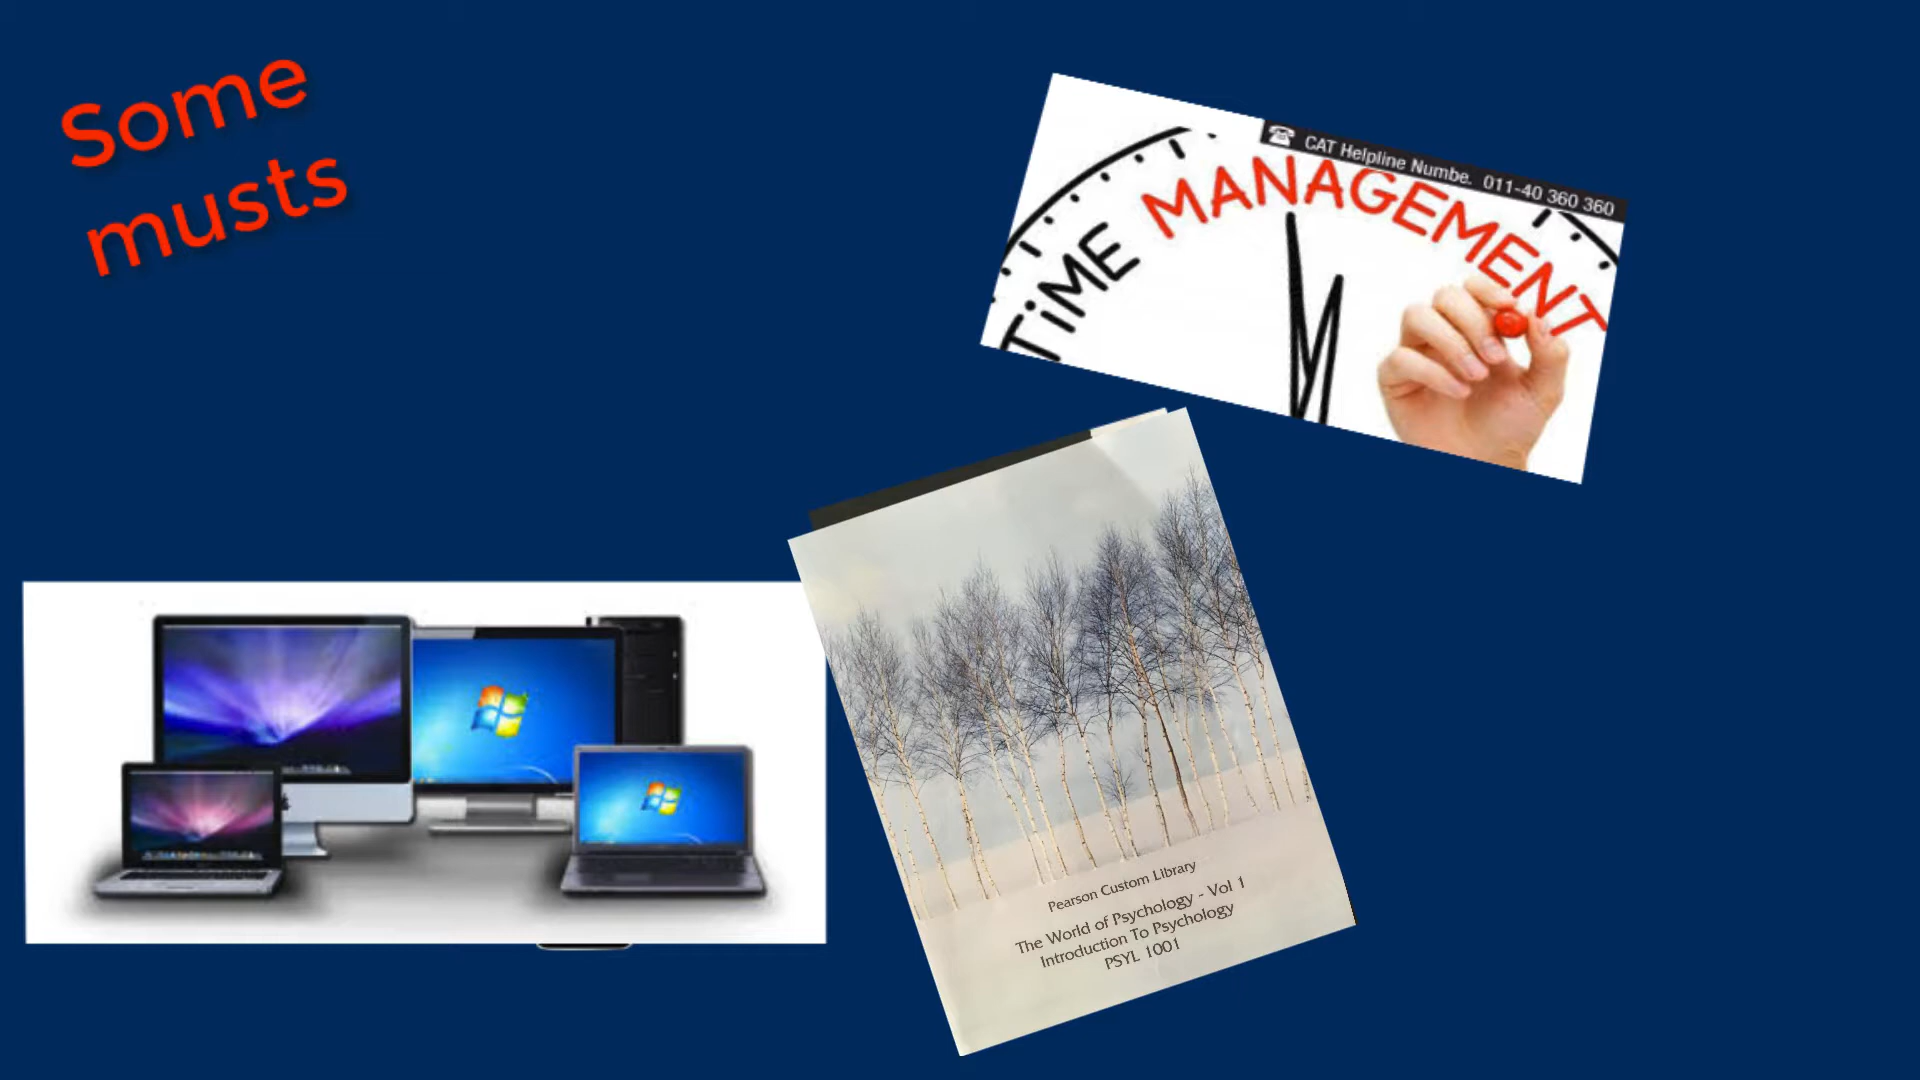 Some
musts
CAT Helpline Numbe. 011-40 360 360
TiME MANAGEMENT
Pearson Custom Library
The World of Psychology - Vol 1
Introduction To Psychology
PSYL 1001